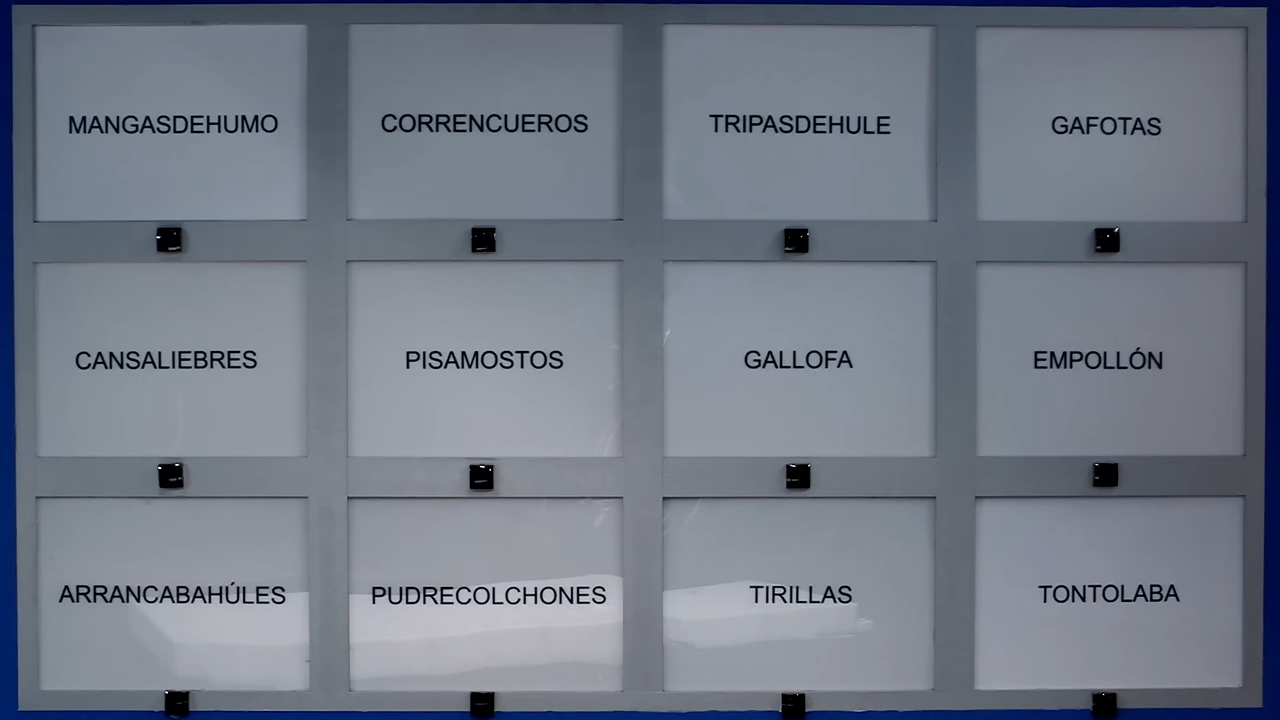 MANGASDEHUMO
CORRENCUEROS
TRIPASDEHULE
GAFOTAS
CANSALIEBRES
PISAMOSTOS
GALLOFA
EMPOLLÓN
ARRANCABAHÚLES
PUDRECOLCHONES
TIRILLAS
TONTOLABA